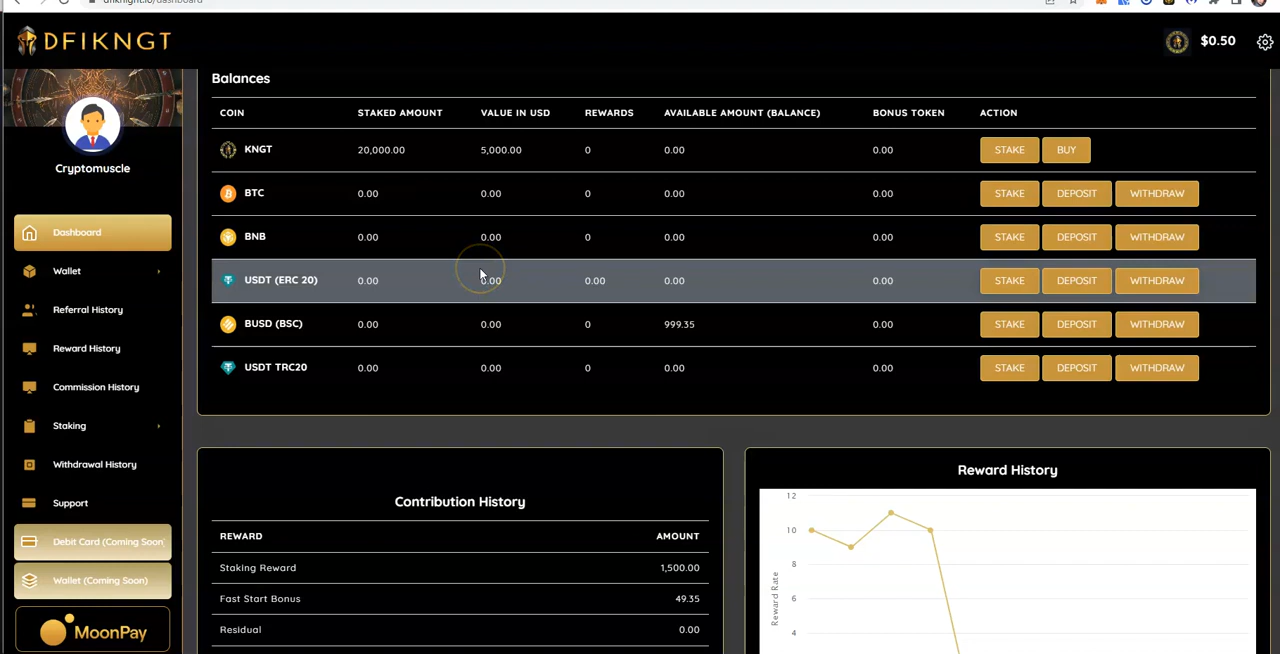 dfiknight.io/dashboard
DFIKNGT
$0.50
Balances
COIN STAKED AMOUNT VALUE IN USD REWARDS AVAILABLE AMOUNT (BALANCE) BONUS TOKEN ACTION
KNGT 20,000.00 5,000.00 0 0.00 0.00 STAKE BUY
Cryptomuscle
BTC 0.00 0.00 0 0.00 0.00 STAKE DEPOSIT WITHDRAW
Dashboard
BNB 0.00 0.00 0 0.00 0.00 STAKE DEPOSIT WITHDRAW
Wallet
USDT (ERC 20) 0.00 0.00 0.00 0.00 0.00 STAKE DEPOSIT WITHDRAW
Referral History
BUSD (BSC) 0.00 0.00 0 999.35 0.00 STAKE DEPOSIT WITHDRAW
Reward History
USDT TRC20 0.00 0.00 0 0.00 0.00 STAKE DEPOSIT WITHDRAW
Commission History
Staking
Withdrawal History
Support
Debit Card (Coming Soon)
Wallet (Coming Soon)
MoonPay
Contribution History
REWARD AMOUNT
Staking Reward 1,500.00
Fast Start Bonus 49.35
Residual 0.00
Reward History
12
10
8
6
4
Reward Rate